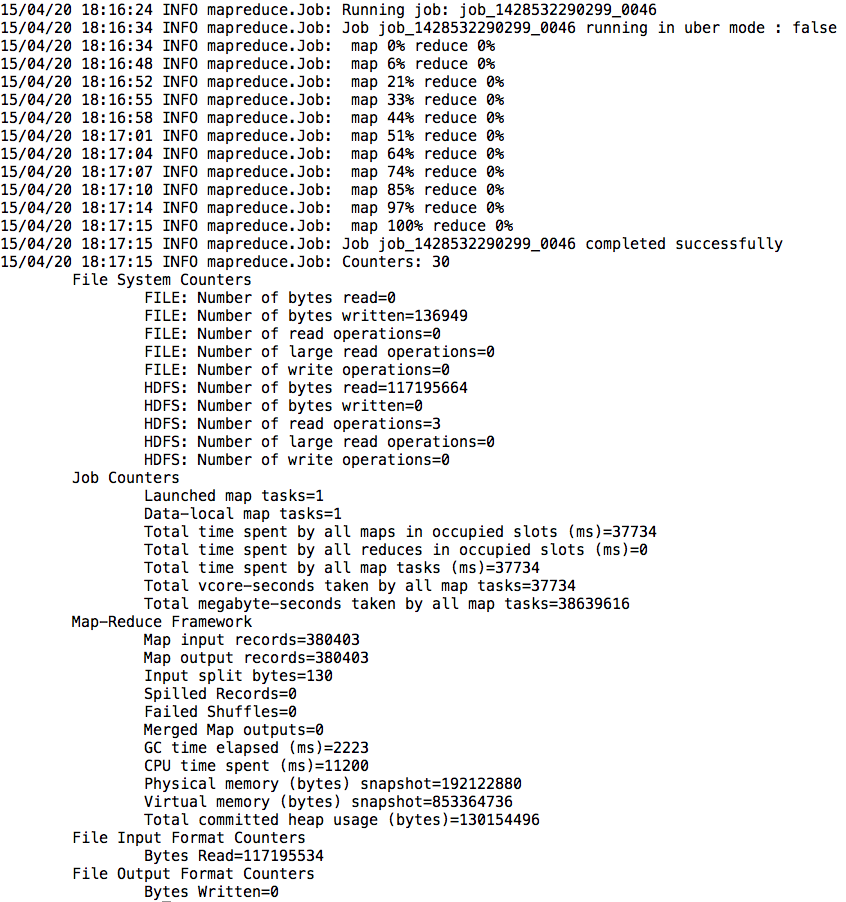 15/04/20 18:16:24 INFO mapreduce.Job: Running job: job_1428532290299_0046
15/04/20 18:16:34 INFO mapreduce.Job: Job job_1428532290299_0046 running in uber mode : false
15/04/20 18:16:34 INFO mapreduce.Job:  map 0% reduce 0%
15/04/20 18:16:48 INFO mapreduce.Job:  map 6% reduce 0%
15/04/20 18:16:52 INFO mapreduce.Job:  map 21% reduce 0%
15/04/20 18:16:55 INFO mapreduce.Job:  map 33% reduce 0%
15/04/20 18:16:58 INFO mapreduce.Job:  map 44% reduce 0%
15/04/20 18:17:01 INFO mapreduce.Job:  map 51% reduce 0%
15/04/20 18:17:04 INFO mapreduce.Job:  map 64% reduce 0%
15/04/20 18:17:07 INFO mapreduce.Job:  map 74% reduce 0%
15/04/20 18:17:10 INFO mapreduce.Job:  map 85% reduce 0%
15/04/20 18:17:14 INFO mapreduce.Job:  map 97% reduce 0%
15/04/20 18:17:15 INFO mapreduce.Job:  map 100% reduce 0%
15/04/20 18:17:15 INFO mapreduce.Job: Job job_1428532290299_0046 completed successfully
15/04/20 18:17:15 INFO mapreduce.Job: Counters: 30
File System Counters
FILE: Number of bytes read=0
FILE: Number of bytes written=136949
FILE: Number of read operations=0
FILE: Number of large read operations=0
FILE: Number of write operations=0
HDFS: Number of bytes read=117195664
HDFS: Number of bytes written=0
HDFS: Number of read operations=3
HDFS: Number of large read operations=0
HDFS: Number of write operations=0
Job Counters
Launched map tasks=1
Data-local map tasks=1
Total time spent by all maps in occupied slots (ms)=37734
Total time spent by all reduces in occupied slots (ms)=0
Total time spent by all map tasks (ms)=37734
Total vcore-seconds taken by all map tasks=37734
Total megabyte-seconds taken by all map tasks=38639616
Map-Reduce Framework
Map input records=380403
Map output records=380403
Input split bytes=130
Spilled Records=0
Failed Shuffles=0
Merged Map outputs=0
GC time elapsed (ms)=2223
CPU time spent (ms)=11200
Physical memory (bytes) snapshot=192122880
Virtual memory (bytes) snapshot=853364736
Total committed heap usage (bytes)=130154496
File Input Format Counters
Bytes Read=117195534
File Output Format Counters
Bytes Written=0